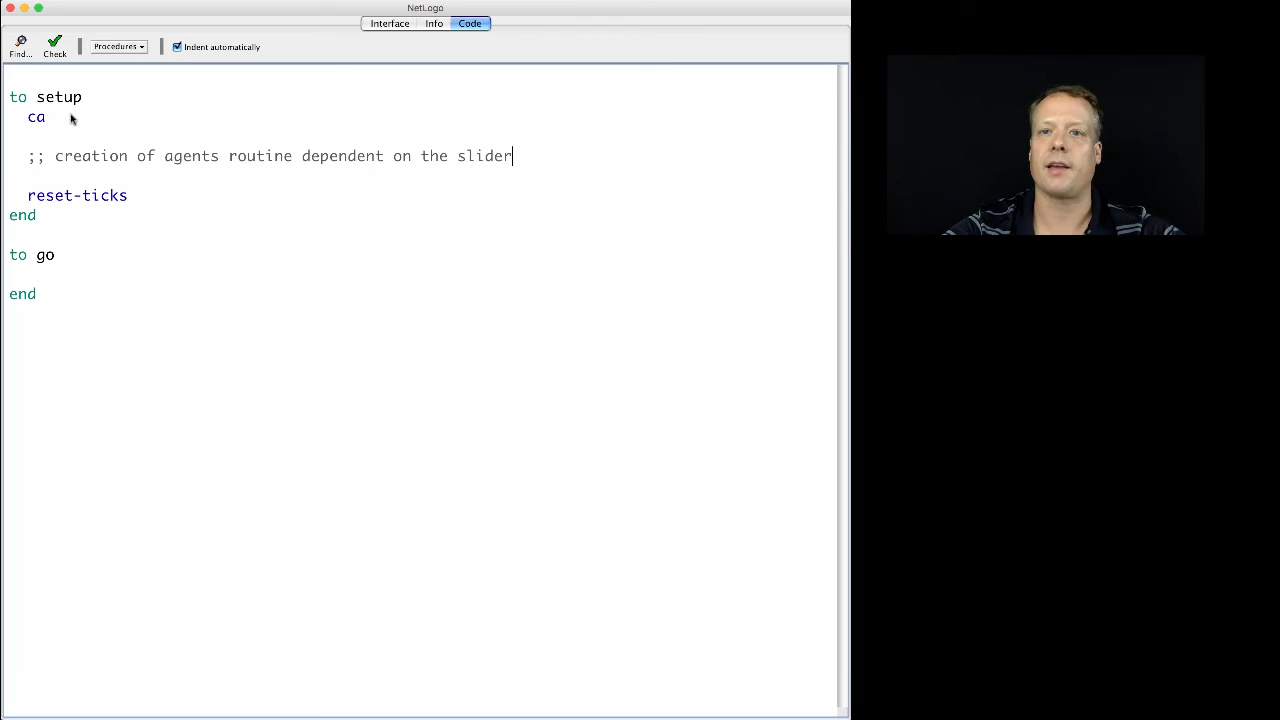 NetLogo
Interface Info Code
Find... Check Procedures Indent automatically
to setup
ca
;; creation of agents routine dependent on the slider
reset-ticks
end
to go
end